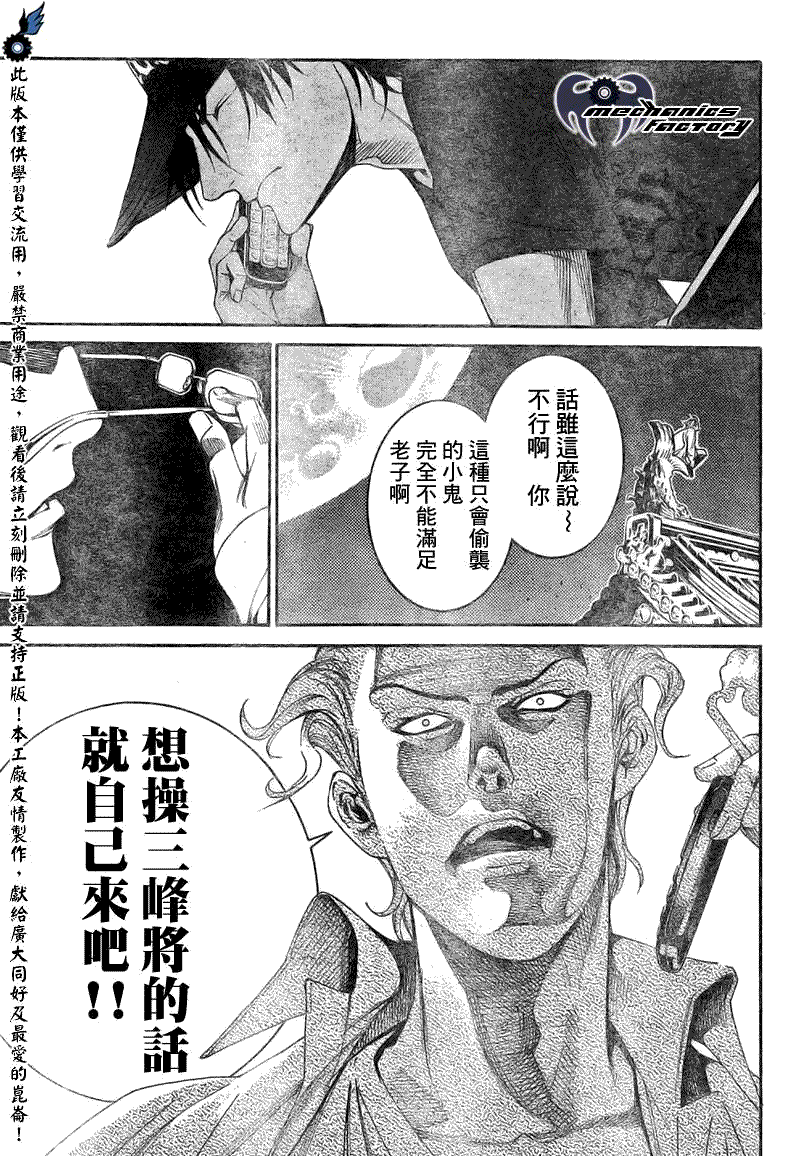 mechanics
factory
話雖這麼說~
不行啊 你
這種只會偷襲
的小鬼
完全不能滿足
老子啊
想操三峰將的話
就自己來吧!!
此版本僅供學習交流用，嚴禁商業用途，觀看後請立刻刪除並請支持正版！本工廠友情製作，獻給廣大同好及最愛的崑崙！